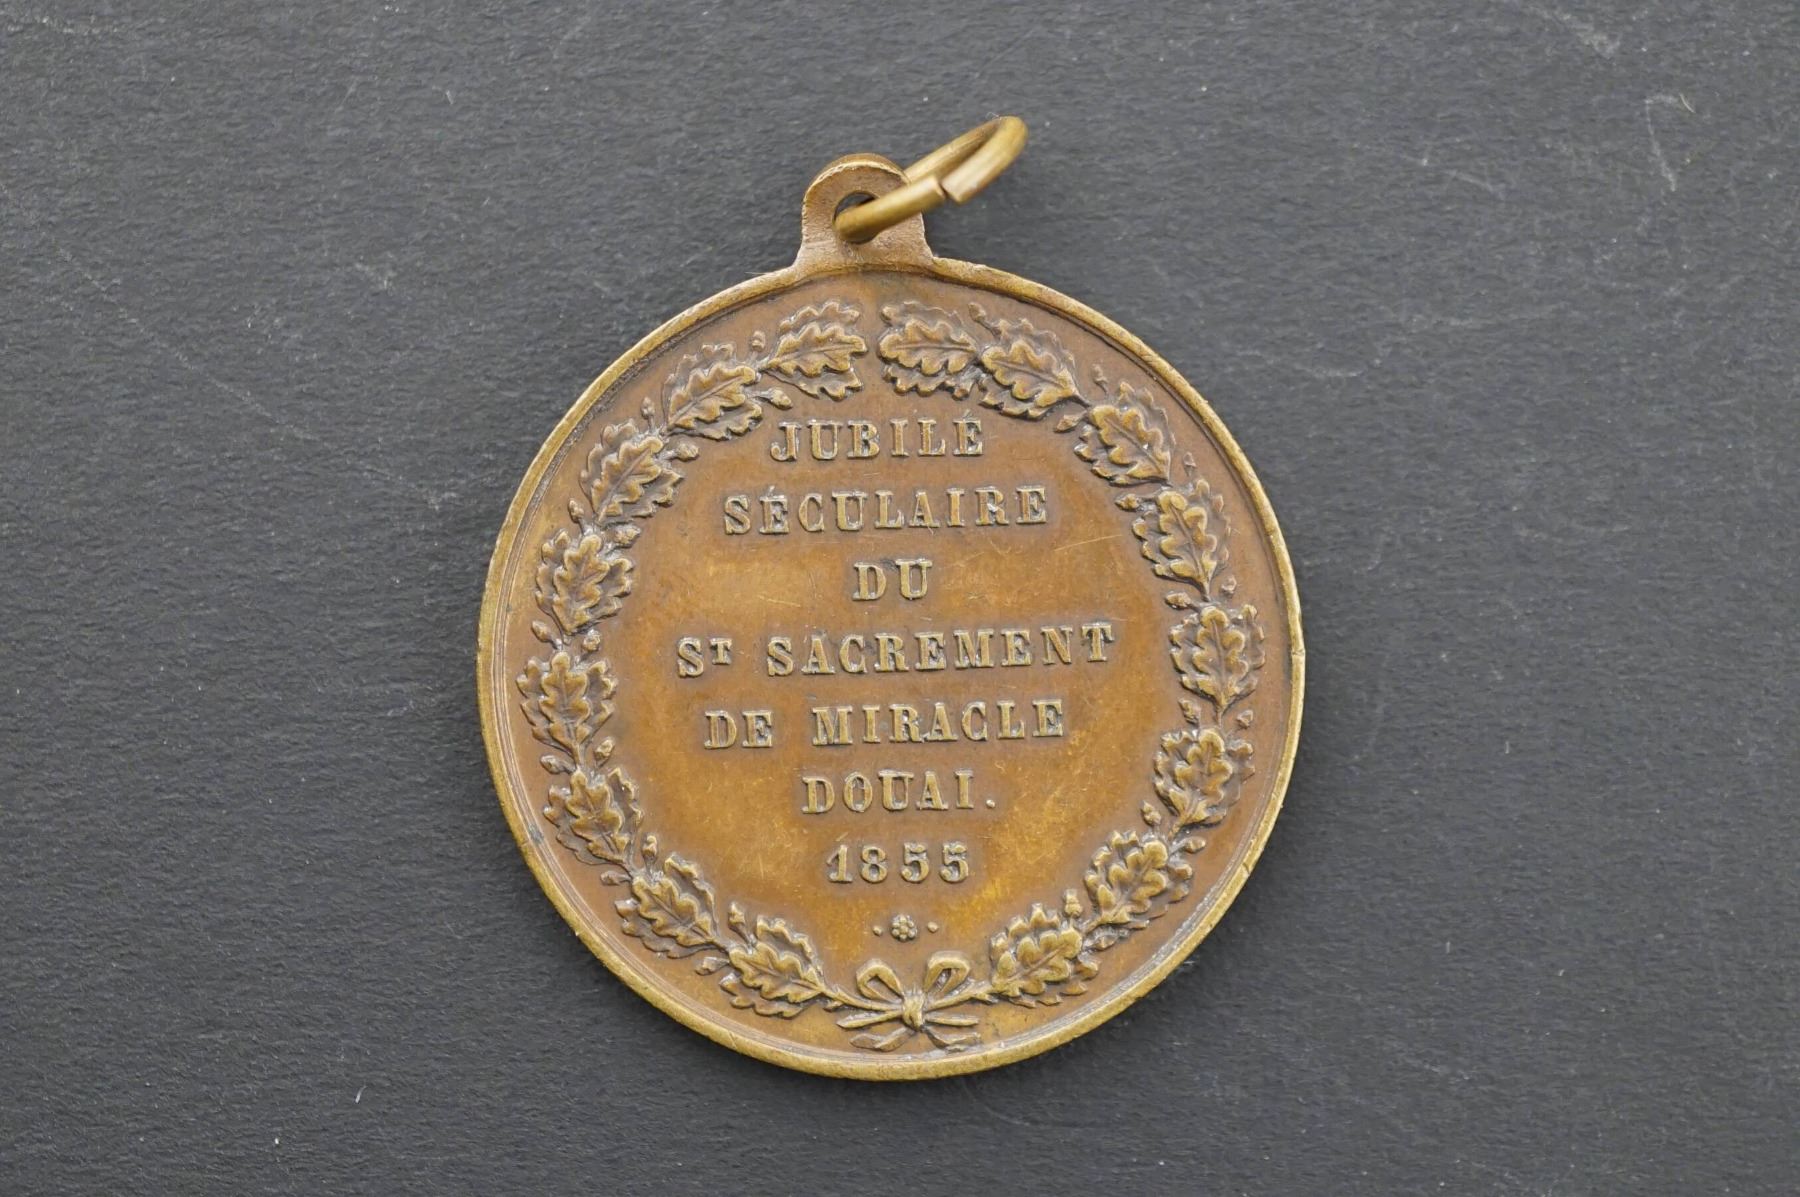 JUBILÉ
SÉCULAIRE
DU
ST SACREMENT
DE MIRACLE
DOUAI.
1855